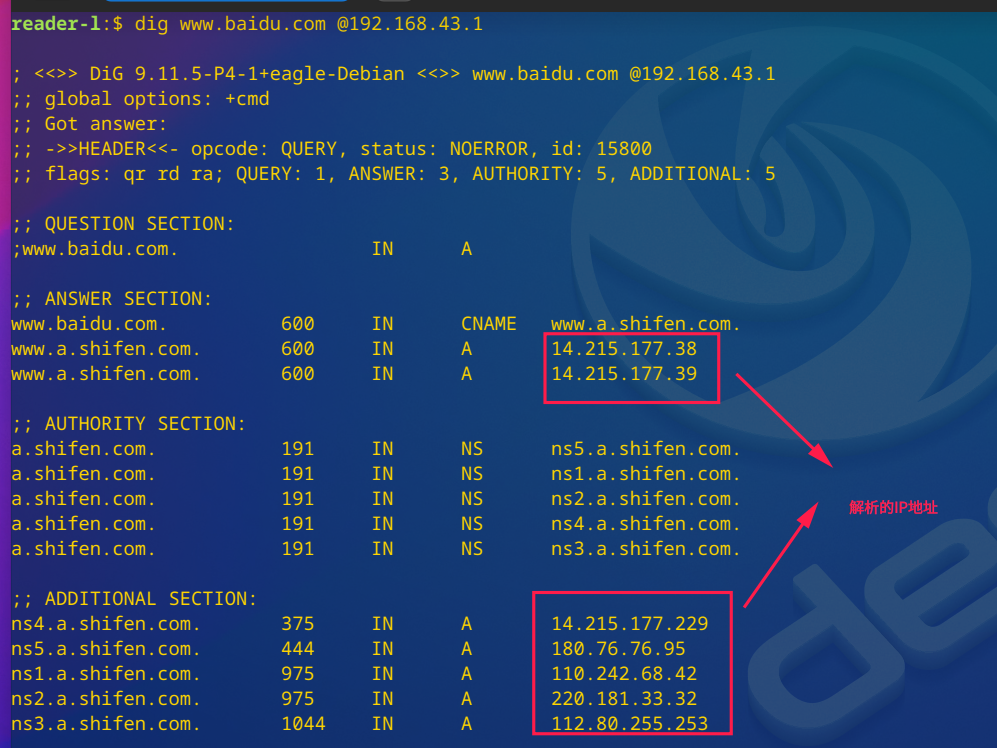 reader-l:$ dig www.baidu.com @192.168.43.1
; <<>> DiG 9.11.5-P4-1+eagle-Debian <<>> www.baidu.com @192.168.43.1
;; global options: +cmd
;; Got answer:
;; ->>HEADER<<- opcode: QUERY, status: NOERROR, id: 15800
;; flags: qr rd ra; QUERY: 1, ANSWER: 3, AUTHORITY: 5, ADDITIONAL: 5
;; QUESTION SECTION:
;www.baidu.com. IN A
;; ANSWER SECTION:
www.baidu.com. 600 IN CNAME www.a.shifen.com.
www.a.shifen.com. 600 IN A 14.215.177.38
www.a.shifen.com. 600 IN A 14.215.177.39
;; AUTHORITY SECTION:
a.shifen.com. 191 IN NS ns5.a.shifen.com.
a.shifen.com. 191 IN NS ns1.a.shifen.com.
a.shifen.com. 191 IN NS ns2.a.shifen.com.
a.shifen.com. 191 IN NS ns4.a.shifen.com.
a.shifen.com. 191 IN NS ns3.a.shifen.com.
解析的IP地址
;; ADDITIONAL SECTION:
ns4.a.shifen.com. 375 IN A 14.215.177.229
ns5.a.shifen.com. 444 IN A 180.76.76.95
ns1.a.shifen.com. 975 IN A 110.242.68.42
ns2.a.shifen.com. 975 IN A 220.181.33.32
ns3.a.shifen.com. 1044 IN A 112.80.255.253